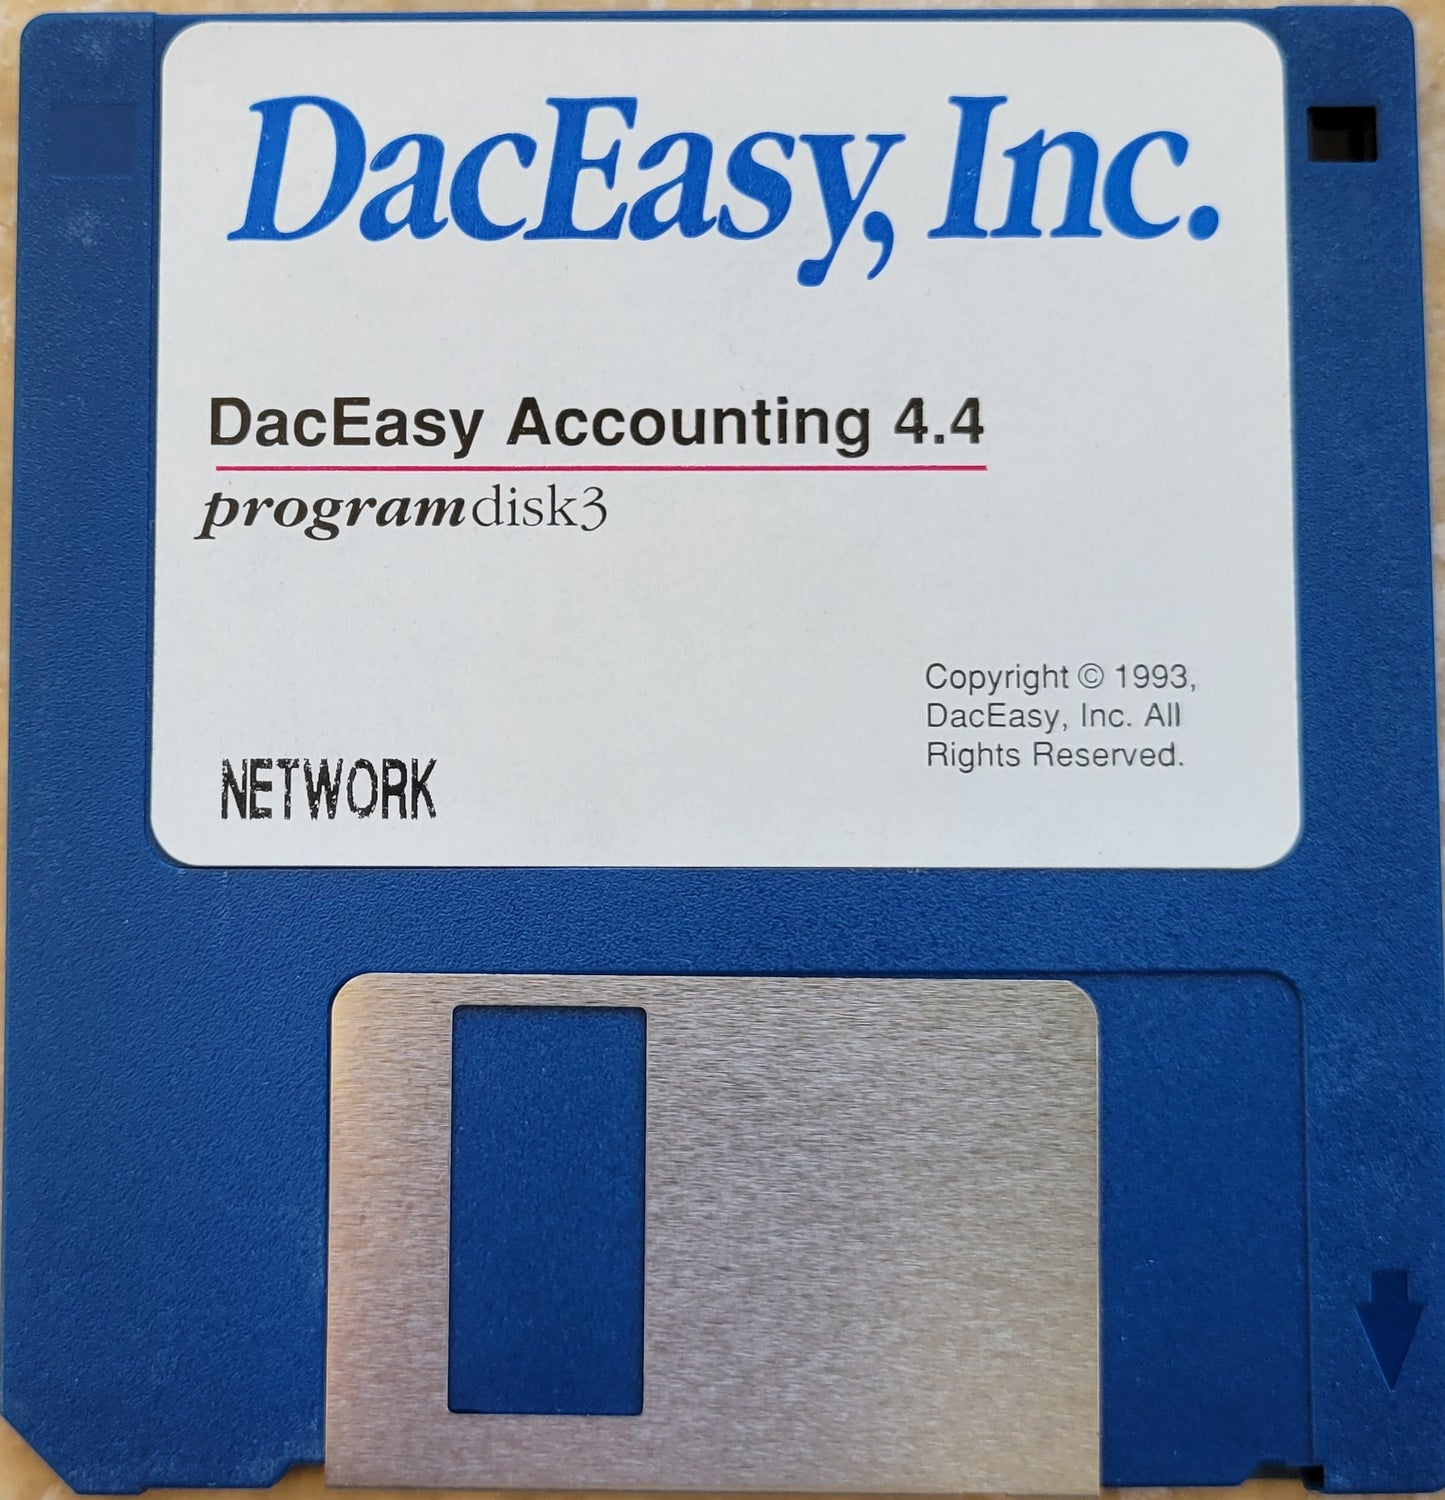 DacEasy, Inc.
DacEasy Accounting 4.4
programdisk3
Copyright © 1993,
DacEasy, Inc. All
Rights Reserved.
NETWORK